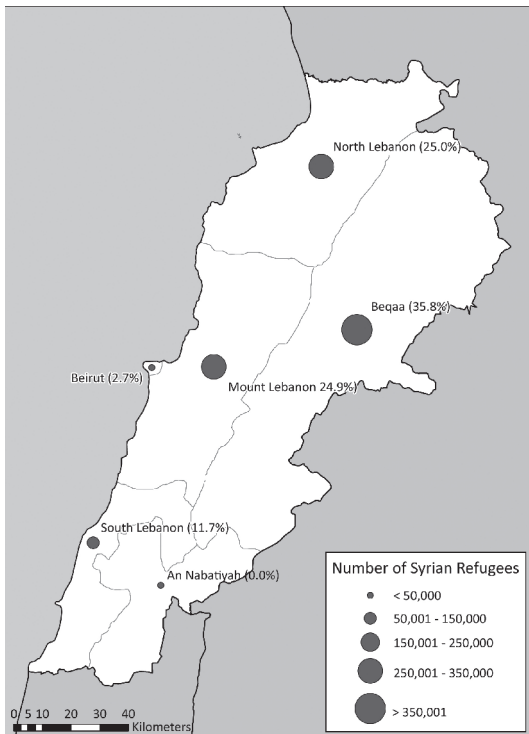 North Lebanon (25.0%)
Beqaa (35.8%)
Beirut (2.7%)
Mount Lebanon 24.9%)
South Lebanon (11.7%)
An Nabatiyah (0.0%)
Number of Syrian Refugees
< 50,000
50,001 - 150,000
150,001 - 250,000
250,001 - 350,000
> 350,001
0 5 10 20 30 40
Kilometers